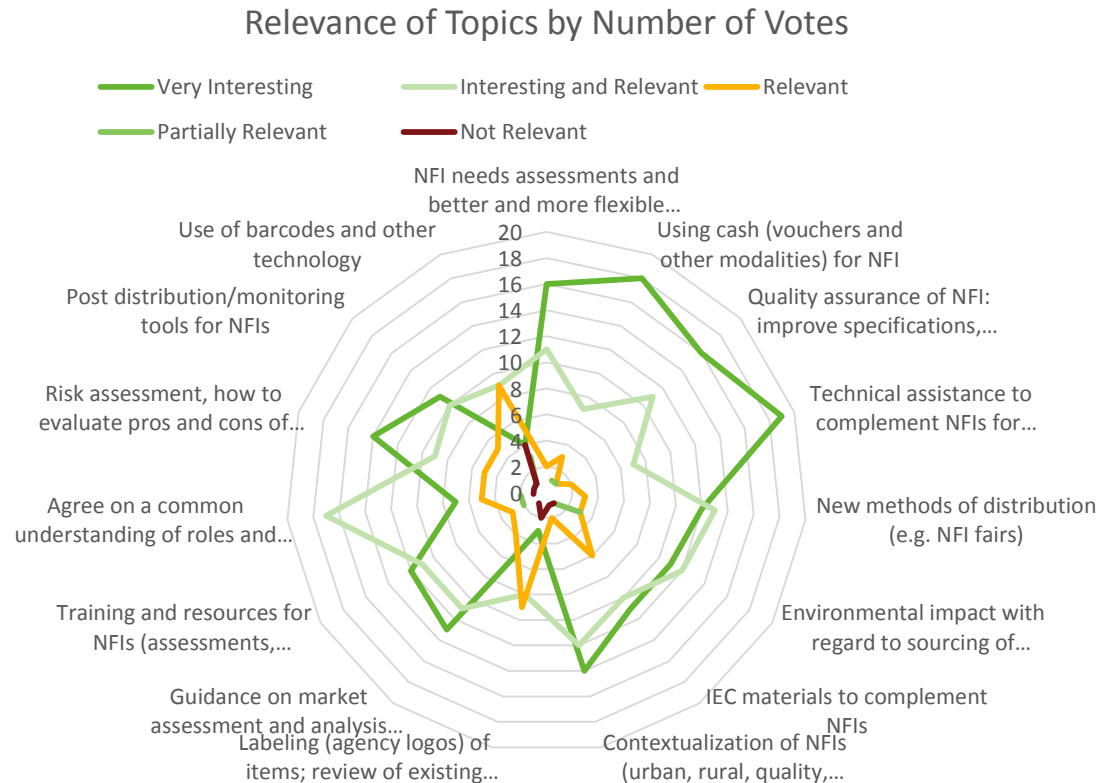 Relevance of Topics by Number of Votes
Very Interesting
Interesting and Relevant
Relevant
Partially Relevant
Not Relevant
NFI needs assessments and
better and more flexible...
Using cash (vouchers and
other modalities) for NFI
Quality assurance of NFI:
improve specifications,...
Technical assistance to
complement NFIs for...
New methods of distribution
(e.g. NFI fairs)
Environmental impact with
regard to sourcing of...
IEC materials to complement
NFIs
Contextualization of NFIs
(urban, rural, quality,...
Labeling (agency logos) of
items; review of existing...
Guidance on market
assessment and analysis...
Training and resources for
NFIs (assessments,...
Agree on a common
understanding of roles and...
Risk assessment, how to
evaluate pros and cons of...
Post distribution/monitoring
tools for NFIs
Use of barcodes and other
technology
20
18
16
14
12
10
8
6
4
2
0